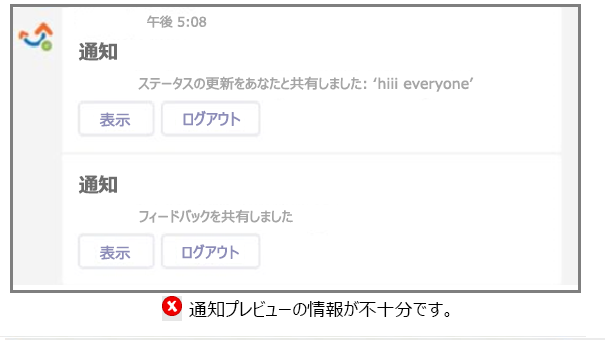 午後 5:08
通知
ステータスの更新をあなたと共有しました: ‘hiii everyone’
表示 ログアウト
通知
フィードバックを共有しました
表示 ログアウト
通知プレビューの情報が不十分です。